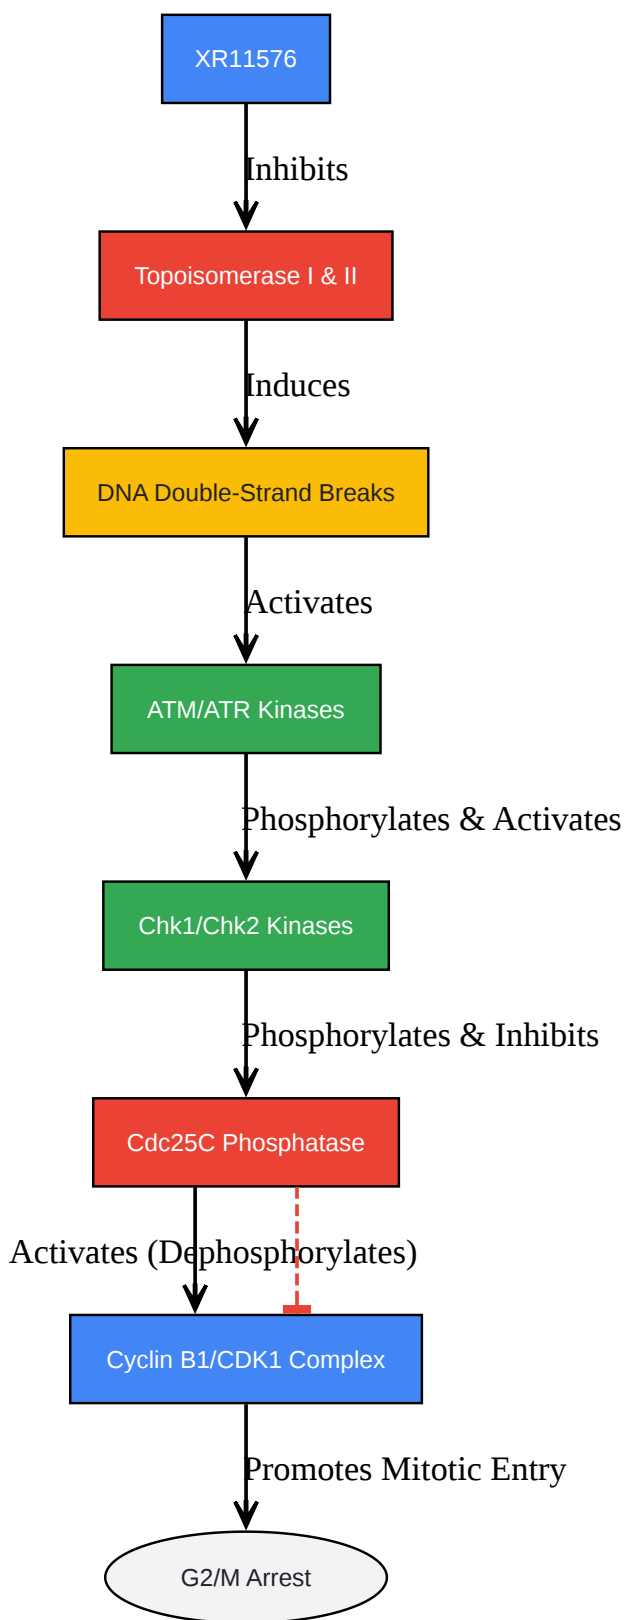 XR11576
Inhibits
Topoisomerase I & II
Induces
DNA Double-Strand Breaks
Activates
ATM/ATR Kinases
Phosphorylates & Activates
Chk1/Chk2 Kinases
Phosphorylates & Inhibits
Cdc25C Phosphatase
Activates (Dephosphorylates)
Cyclin B1/CDK1 Complex
Promotes Mitotic Entry
G2/M Arrest